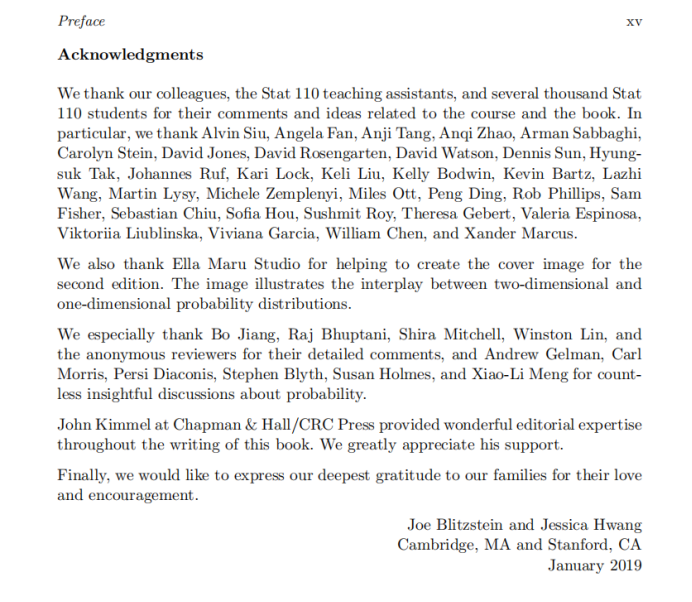 Preface xv
Acknowledgments
We thank our colleagues, the Stat 110 teaching assistants, and several thousand Stat
110 students for their comments and ideas related to the course and the book. In
particular, we thank Alvin Siu, Angela Fan, Anji Tang, Anqi Zhao, Arman Sabbaghi,
Carolyn Stein, David Jones, David Rosengarten, David Watson, Dennis Sun, Hyung-
suk Tak, Johannes Ruf, Kari Lock, Keli Liu, Kelly Bodwin, Kevin Bartz, Lazhi
Wang, Martin Lysy, Michele Zemplenyi, Miles Ott, Peng Ding, Rob Phillips, Sam
Fisher, Sebastian Chiu, Sofia Hou, Sushmit Roy, Theresa Gebert, Valeria Espinosa,
Viktoriia Liublinska, Viviana Garcia, William Chen, and Xander Marcus.
We also thank Ella Maru Studio for helping to create the cover image for the
second edition. The image illustrates the interplay between two-dimensional and
one-dimensional probability distributions.
We especially thank Bo Jiang, Raj Bhuptani, Shira Mitchell, Winston Lin, and
the anonymous reviewers for their detailed comments, and Andrew Gelman, Carl
Morris, Persi Diaconis, Stephen Blyth, Susan Holmes, and Xiao-Li Meng for count-
less insightful discussions about probability.
John Kimmel at Chapman & Hall/CRC Press provided wonderful editorial expertise
throughout the writing of this book. We greatly appreciate his support.
Finally, we would like to express our deepest gratitude to our families for their love
and encouragement.
Joe Blitzstein and Jessica Hwang
Cambridge, MA and Stanford, CA
January 2019